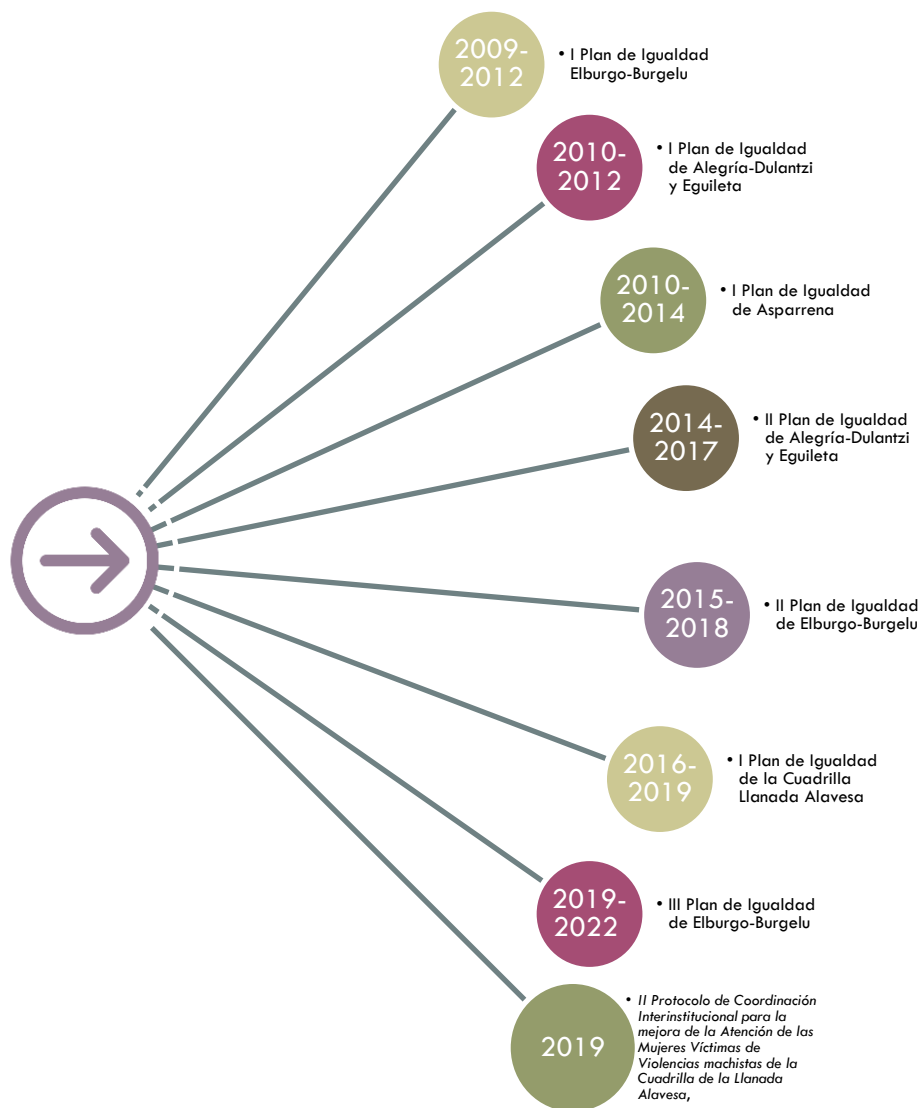 2009-
2012
• I Plan de Igualdad
Elburgo-Burgelu
2010-
2012
• I Plan de Igualdad
de Alegría-Dulantzi
y Eguileta
2010-
2014
• I Plan de Igualdad
de Asparrena
2014-
2017
• II Plan de Igualdad
de Alegría-Dulantzi
y Eguileta
2015-
2018
• II Plan de Igualdad
de Elburgo-Burgelu
2016-
2019
• I Plan de Igualdad
de la Cuadrilla
Llanada Alavesa
2019-
2022
• III Plan de Igualdad
de Elburgo-Burgelu
2019
• II Protocolo de Coordinación
Interinstitucional para la
mejora de la Atención de las
Mujeres Víctimas de
Violencias machistas de la
Cuadrilla de la Llanada
Alavesa,